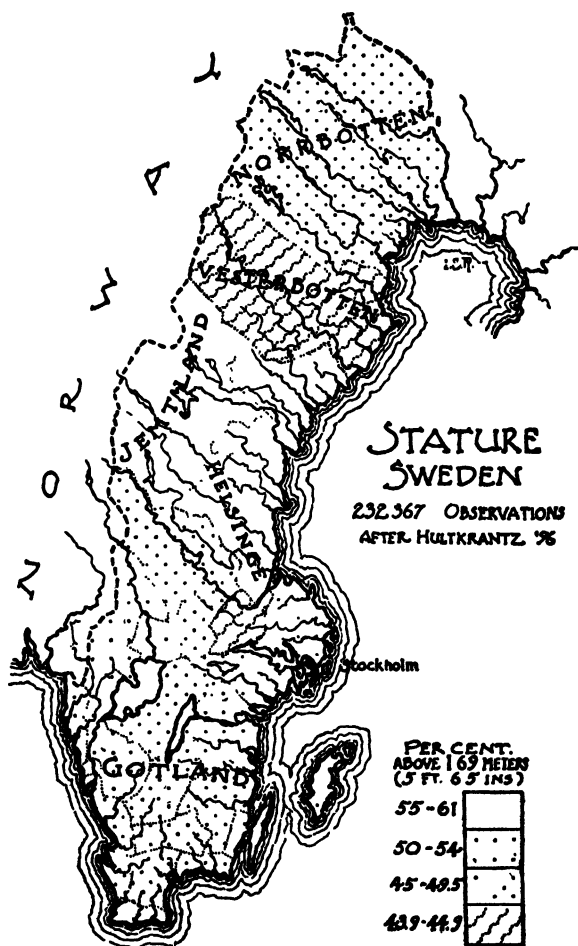 NORWAY
NORRBOTTEN
VESTERBOTTEN
JEMTHLAND
HELSINGE
STATURE
SWEDEN
232 367 OBSERVATIONS
AFTER HULTKRANTZ '96
Stockholm
GOTLAND
PER CENT.
ABOVE 1 69 METERS
(5 FT. 6 5 INS)
55-61
50-54
45-49.5
43.9-44.9